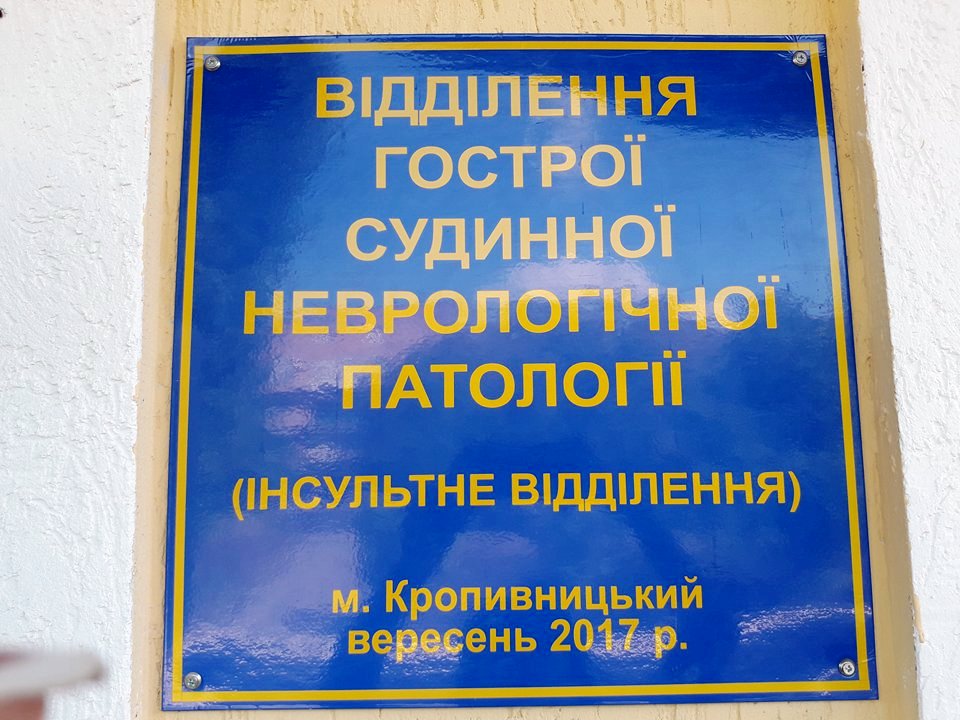 ВІДДІЛЕННЯ
ГОСТРОЇ
СУДИННОЇ
НЕВРОЛОГІЧНОЇ
ПАТОЛОГІЇ
(ІНСУЛЬТНЕ ВІДДІЛЕННЯ)
м. Кропивницький
вересень 2017 р.